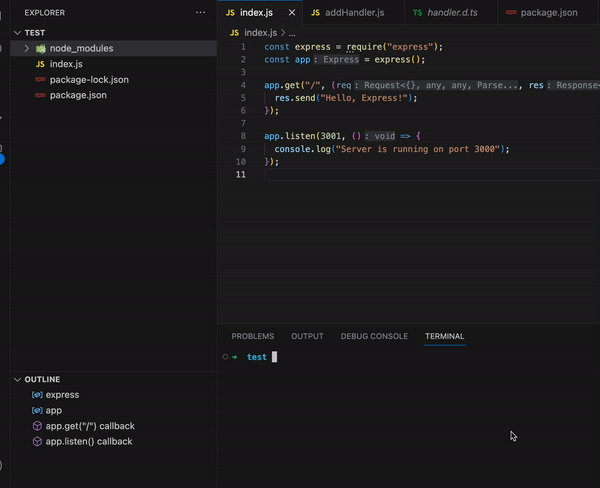 EXPLORER
···
TEST
node_modules
JS index.js
package-lock.json
package.json
OUTLINE
express
app
app.get("/") callback
app.listen() callback
JS index.js
JS addHandler.js
TS handler.d.ts
package.json
JS index.js > ...
1 const express = require("express");
2 const app: Express = express();
3
4 app.get("/", (req: Request<{}, any, any, Parse..., res: Response<
5 res.send("Hello, Express!");
6 });
7
8 app.listen(3001, (): void => {
9 console.log("Server is running on port 3000");
10 });
11
PROBLEMS OUTPUT DEBUG CONSOLE TERMINAL
→ test